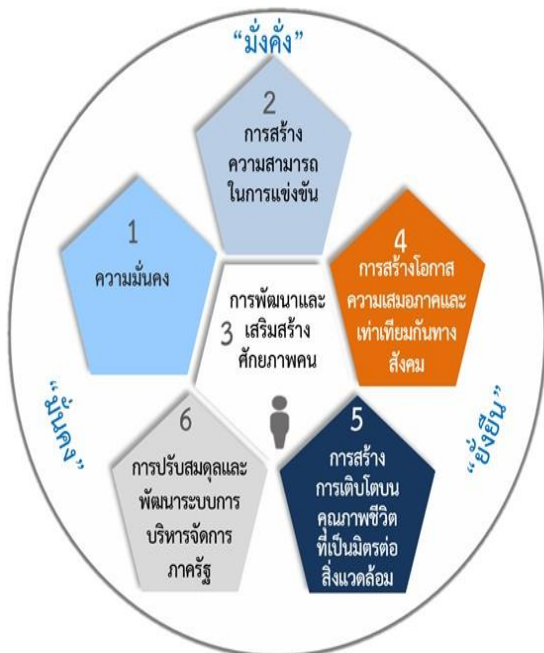 “มั่งคั่ง”
2
การสร้าง
ความสามารถ
ในการแข่งขัน
1
ความมั่นคง
4
การสร้างโอกาส
ความเสมอภาคและ
เท่าเทียมกันทาง
สังคม
การพัฒนาและ
3 เสริมสร้าง
ศักยภาพคน
“มั่นคง”
“ยั่งยืน”
6
การปรับสมดุลและ
พัฒนาระบบการ
บริหารจัดการ
ภาครัฐ
5
การสร้าง
การเติบโตบน
คุณภาพชีวิต
ที่เป็นมิตรต่อ
สิ่งแวดล้อม